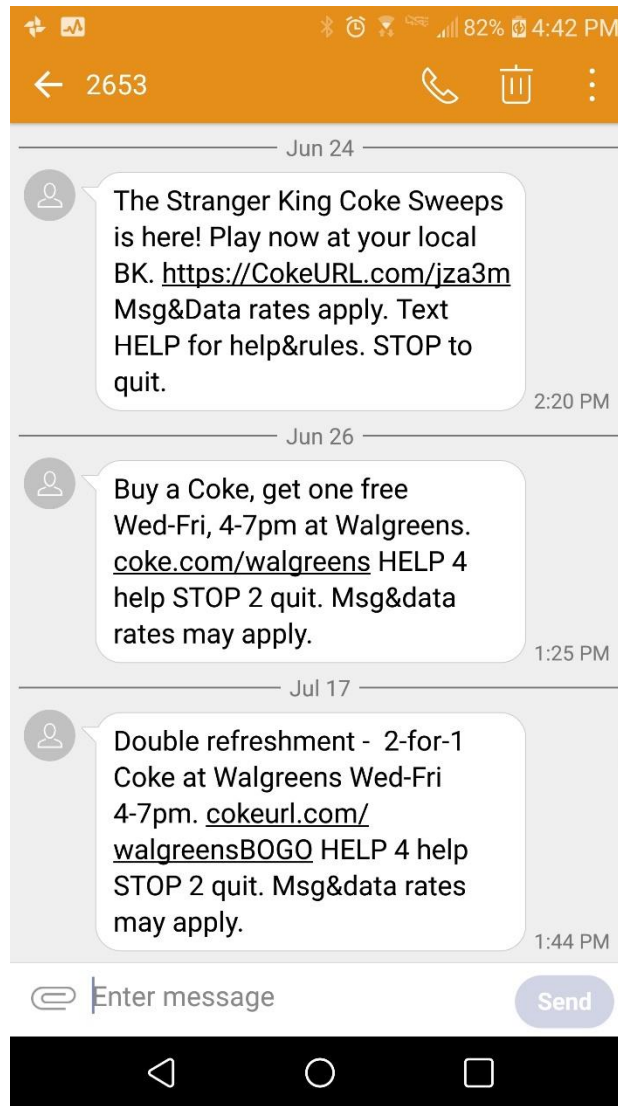 82% 4:42 PM
2653
Jun 24
The Stranger King Coke Sweeps
is here! Play now at your local
BK. https://CokeURL.com/jza3m
Msg&Data rates apply. Text
HELP for help&rules. STOP to
quit.
2:20 PM
Jun 26
Buy a Coke, get one free
Wed-Fri, 4-7pm at Walgreens.
coke.com/walgreens HELP 4
help STOP 2 quit. Msg&data
rates may apply.
1:25 PM
Jul 17
Double refreshment -  2-for-1
Coke at Walgreens Wed-Fri
4-7pm. cokeurl.com/
walgreensBOGO HELP 4 help
STOP 2 quit. Msg&data rates
may apply.
1:44 PM
Enter message
Send